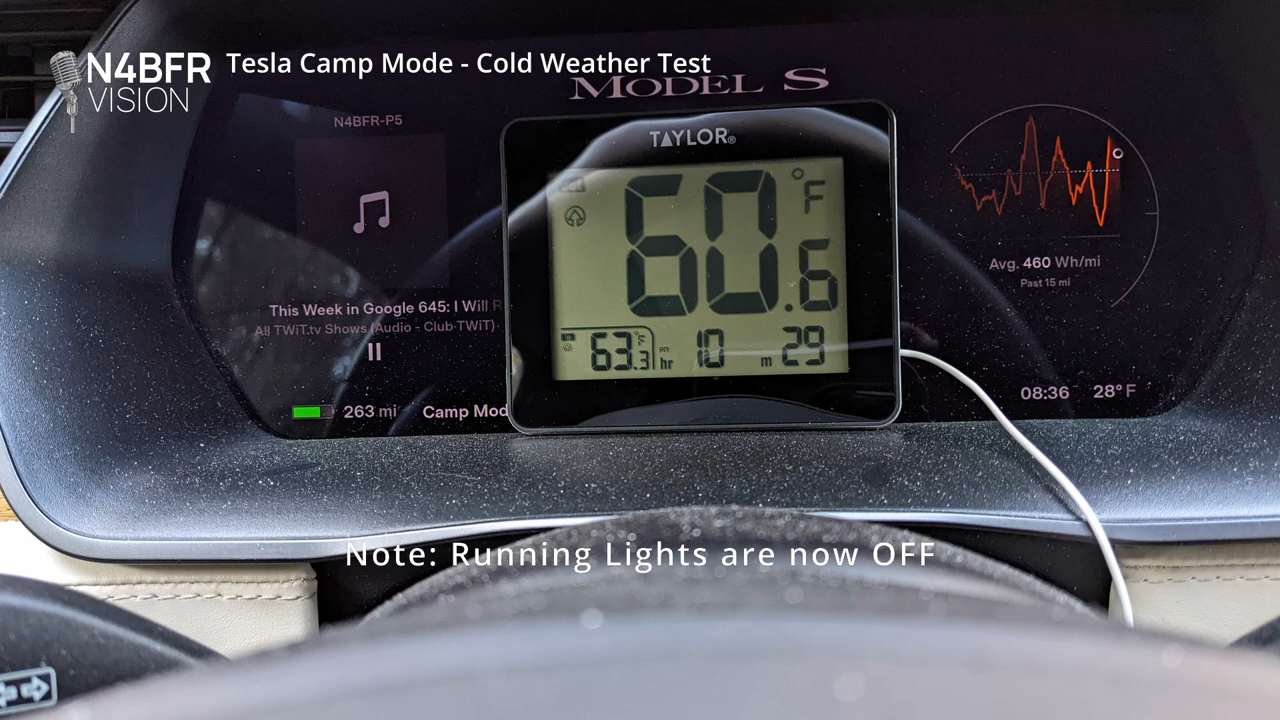 N4BFR
VISION
Tesla Camp Mode - Cold Weather Test
MODEL S
N4BFR-P5
TAYLOR®
60.6 °F
63.3 °F
hr 10 m 29
This Week in Google 645: I Will R
All TWiT.tv Shows (Audio - Club TWiT) -
263 mi
Camp Mod
Avg. 460 Wh/mi
Past 15 mi
08:36 28° F
Note: Running Lights are now OFF